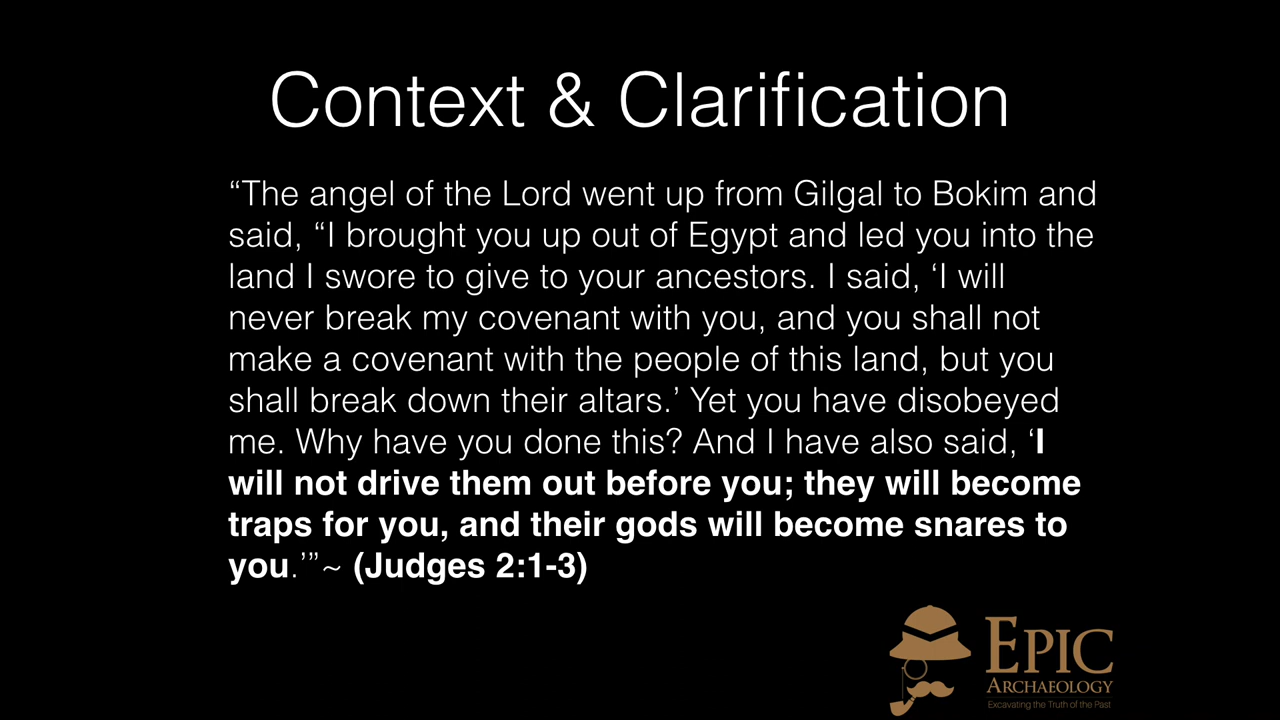 Context & Clarification
“The angel of the Lord went up from Gilgal to Bokim and
said, “I brought you up out of Egypt and led you into the
land I swore to give to your ancestors. I said, ‘I will
never break my covenant with you, and you shall not
make a covenant with the people of this land, but you
shall break down their altars.’ Yet you have disobeyed
me. Why have you done this? And I have also said, ‘I
will not drive them out before you; they will become
traps for you, and their gods will become snares to
you.’”~ (Judges 2:1-3)
EPIC
ARCHAEOLOGY
Excavating the Truth of the Past